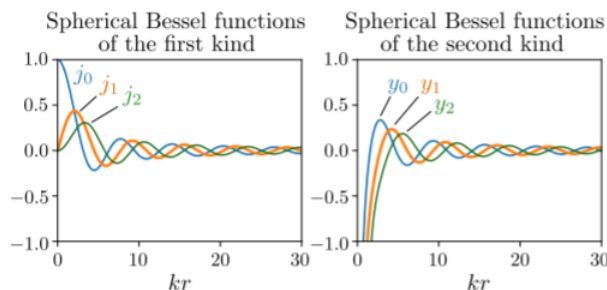 Spherical Bessel functions
of the first kind
1.0
0.5
0.0
−0.5
−1.0
j₀
j₁
j₂
0 10 20 30
kr
Spherical Bessel functions
of the second kind
1.0
0.5
0.0
−0.5
−1.0
y₀ y₁
y₂
0 10 20 30
kr